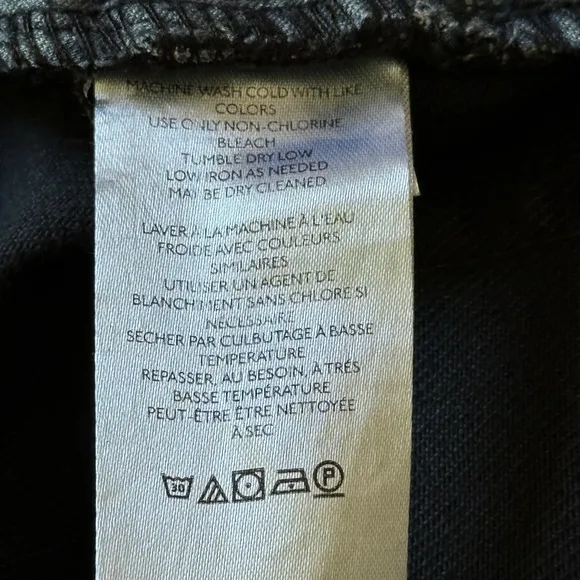 MACHINE WASH COLD WITH LIKE
COLORS
USE ONLY NON-CHLORINE
BLEACH
TUMBLE DRY LOW
LOW IRON AS NEEDED
MAY BE DRY CLEANED
LAVER À LA MACHINE À L'EAU
FROIDE AVEC COULEURS
SIMILAIRES
UTILISER UN AGENT DE
BLANCHIMENT SANS CHLORE SI
NÉCESSAIRE
SÉCHER PAR CULBUTAGE À BASSE
TEMPÉRATURE
REPASSER, AU BESOIN, À TRÈS
BASSE TEMPÉRATURE
PEUT-ÊTRE ÊTRE NETTOYÉE
À SEC
30 P